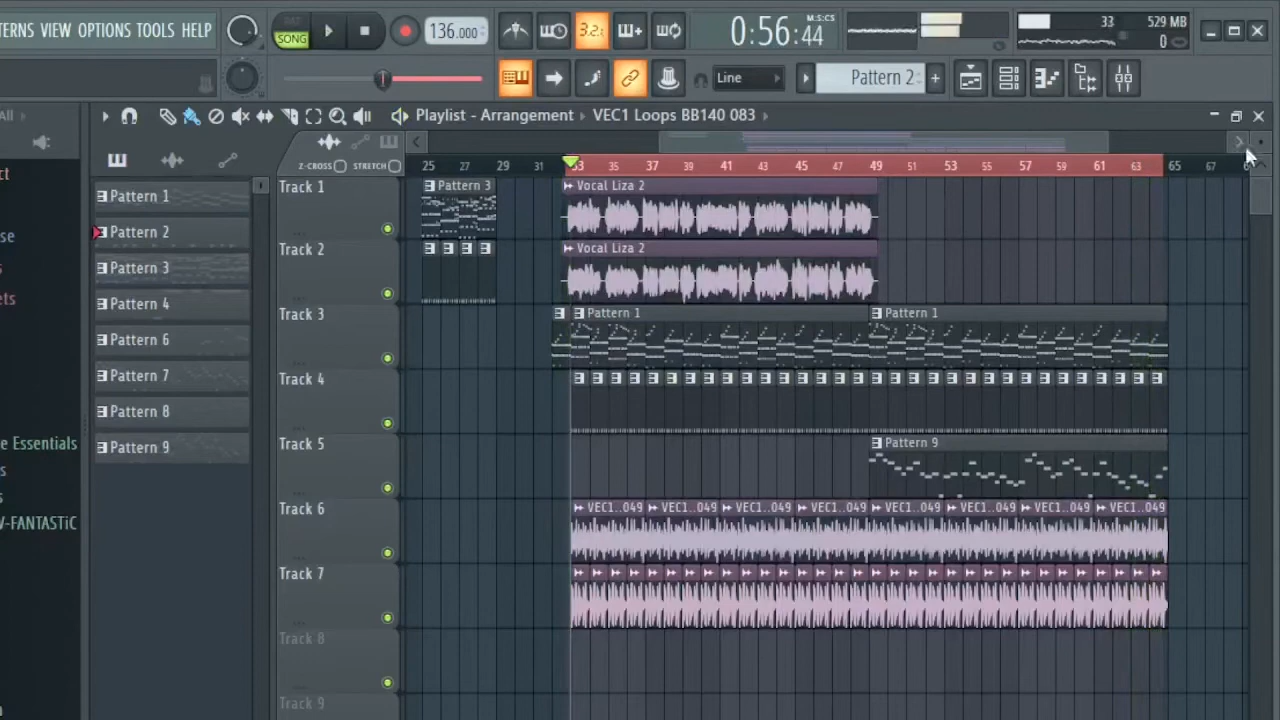 TERNS VIEW OPTIONS TOOLS HELP
PAT
SONG
136.000
3.2.
0:56:44
M:S:CS
33
529 MB
0
Line
Pattern 2
All
Playlist - Arrangement
VEC1 Loops BB140 083
Z-CROSS
STRETCH
25 27 29 31 33 35 37 39 41 43 45 47 49 51 53 55 57 59 61 63 65 67
Pattern 1
Pattern 2
Pattern 3
Pattern 4
Pattern 6
Pattern 7
Pattern 8
Pattern 9
ct
se
s
ets
e Essentials
s
s
V-FANTASTiC
Track 1
Pattern 3
Vocal Liza 2
Track 2
Vocal Liza 2
Track 3
Pattern 1
Pattern 1
Track 4
Track 5
Pattern 9
Track 6
VEC1..049 VEC1..049 VEC1..049 VEC1..049 VEC1..049 VEC1..049 VEC1..049 VEC1..049
Track 7
Track 8
Track 9